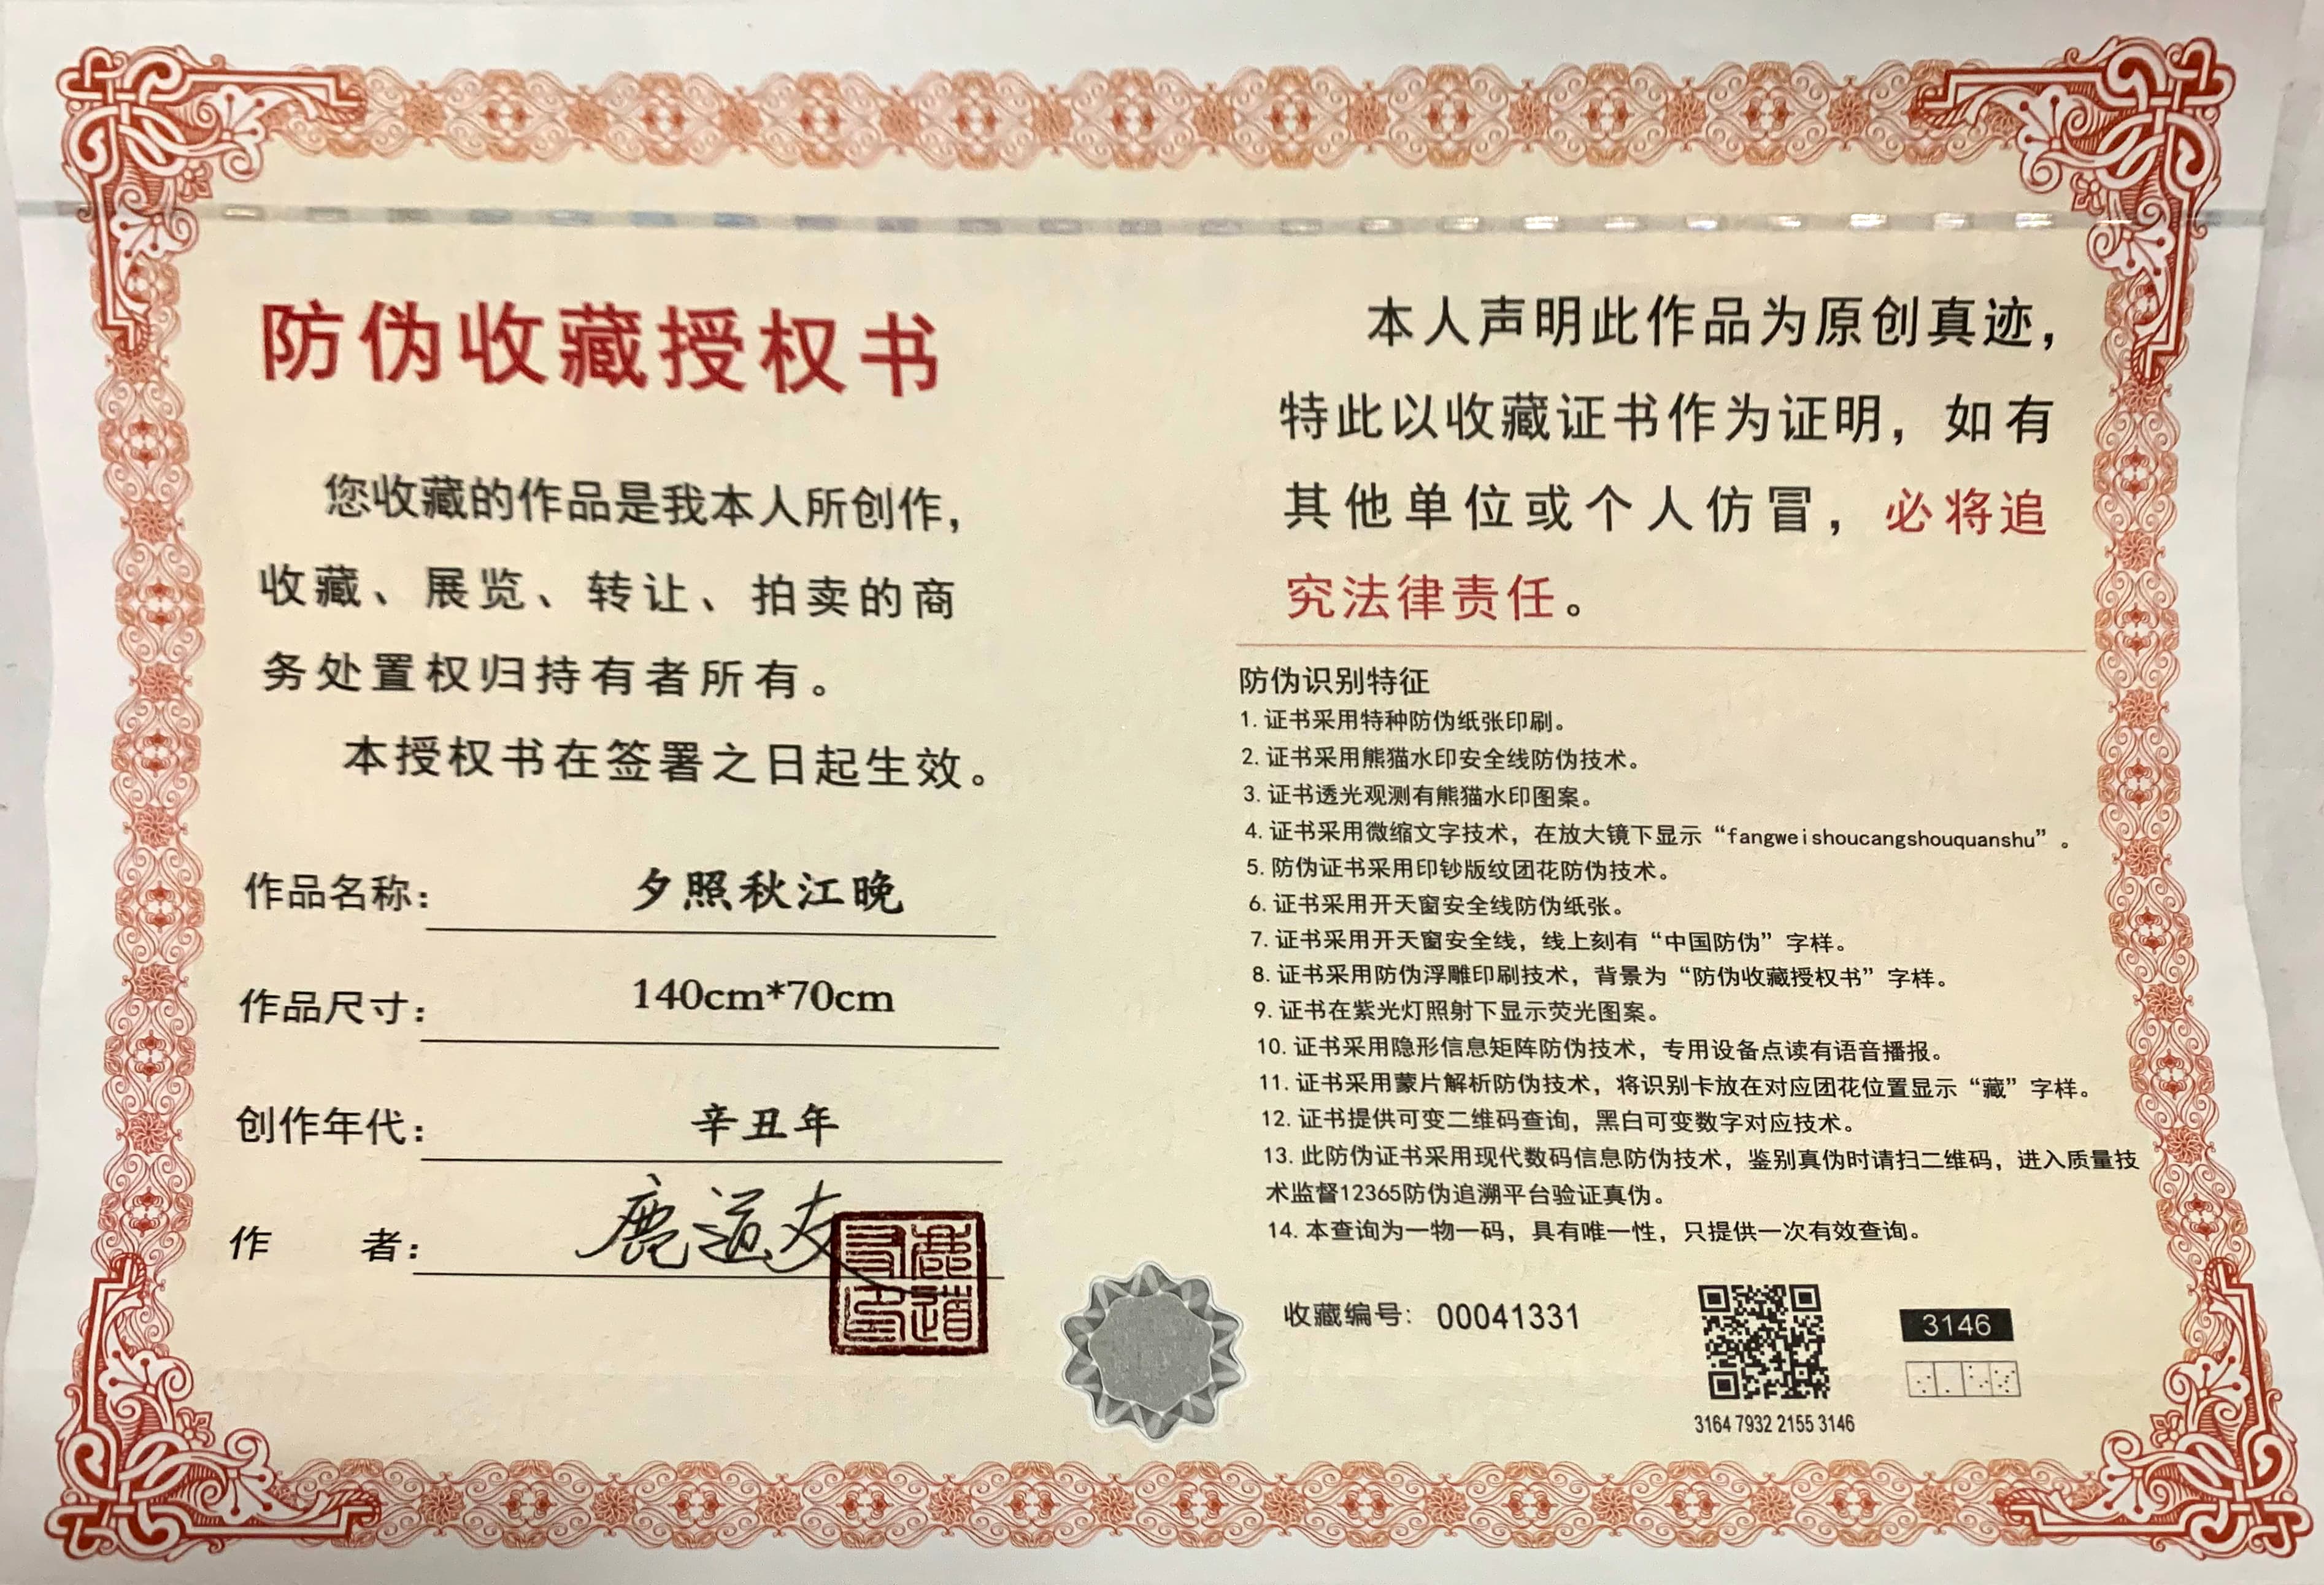 防伪收藏授权书
您收藏的作品是我本人所创作，
收藏、展览、转让、拍卖的商
务处置权归持有者所有。
本授权书在签署之日起生效。
作品名称：夕照秋江晚
作品尺寸：140cm*70cm
创作年代：辛丑年
作 者：鹿道友
鹿道友印
本人声明此作品为原创真迹，
特此以收藏证书作为证明，如有
其他单位或个人仿冒，必将追
究法律责任。
防伪识别特征
1. 证书采用特种防伪纸张印刷。
2. 证书采用熊猫水印安全线防伪技术。
3. 证书透光观测有熊猫水印图案。
4. 证书采用微缩文字技术，在放大镜下显示“fangweishoucangshouquanshu”。
5. 防伪证书采用印钞版纹团花防伪技术。
6. 证书采用开天窗安全线防伪纸张。
7. 证书采用开天窗安全线，线上刻有“中国防伪”字样。
8. 证书采用防伪浮雕印刷技术，背景为“防伪收藏授权书”字样。
9. 证书在紫光灯照射下显示荧光图案。
10. 证书采用隐形信息矩阵防伪技术，专用设备点读有语音播报。
11. 证书采用蒙片解析防伪技术，将识别卡放在对应团花位置显示“藏”字样。
12. 证书提供可变二维码查询，黑白可变数字对应技术。
13. 此防伪证书采用现代数码信息防伪技术，鉴别真伪时请扫二维码，进入质量技
术监督12365防伪追溯平台验证真伪。
14. 本查询为一物一码，具有唯一性，只提供一次有效查询。
收藏编号：00041331
3146
3164 7932 2155 3146